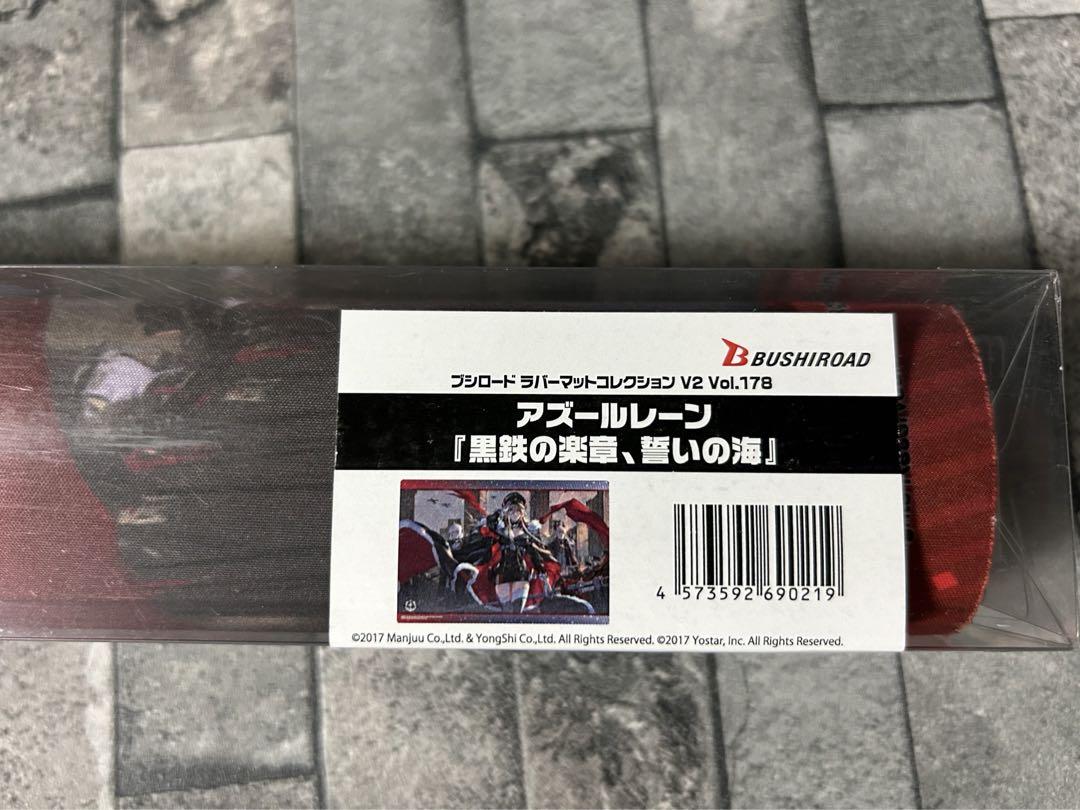 BUSHIROAD
ブシロード ラバーマットコレクション V2 Vol.178
アズールレーン
『黒鉄の楽章、誓いの海』
4 573592 690219
©2017 Manjuu Co.,Ltd. & YongShi Co.,Ltd. All Rights Reserved. ©2017 Yostar, Inc. All Rights Reserved.